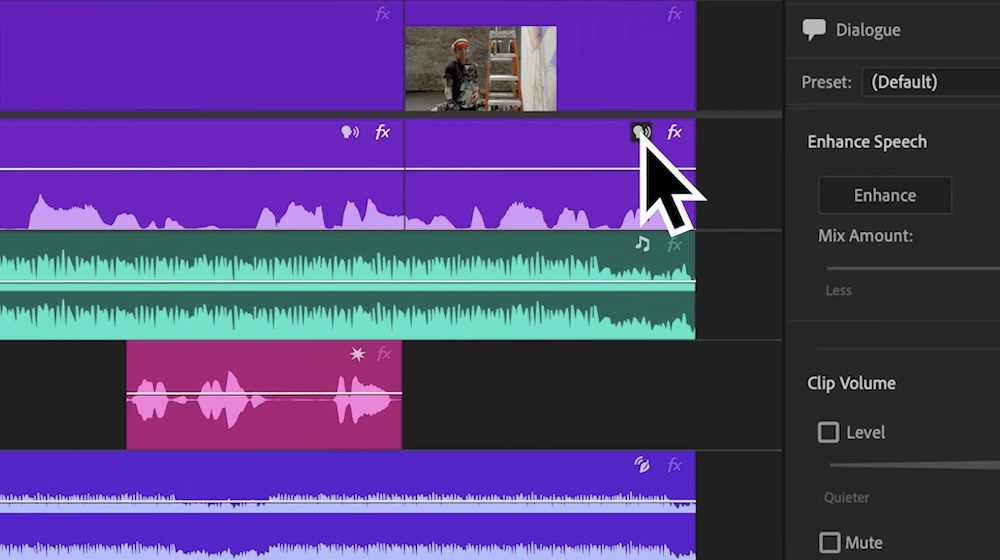 fx
fx
Dialogue
Preset: (Default)
fx
fx
Enhance Speech
Enhance
Mix Amount:
fx
Less
fx
Clip Volume
Level
fx
Quieter
Mute